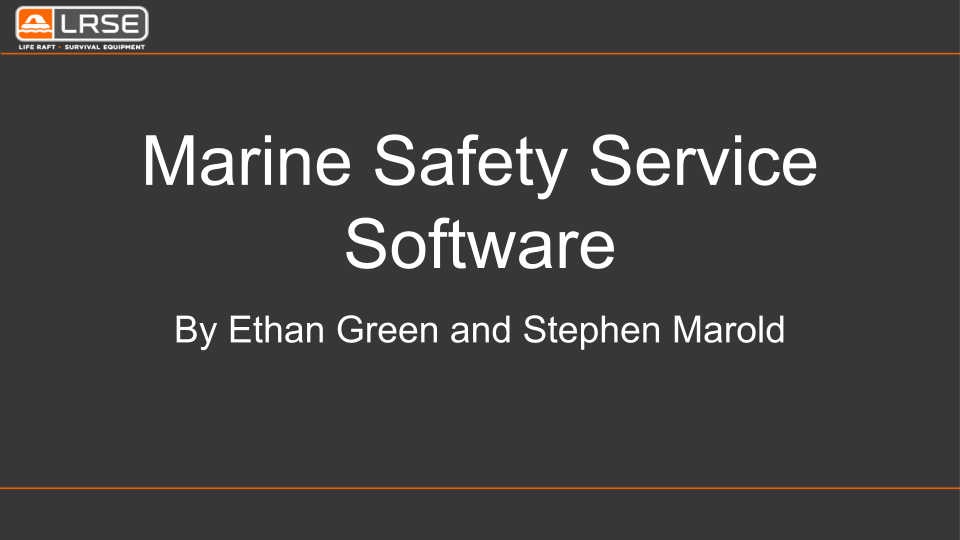 LRSE
LIFE RAFT - SURVIVAL EQUIPMENT
Marine Safety Service
Software
By Ethan Green and Stephen Marold